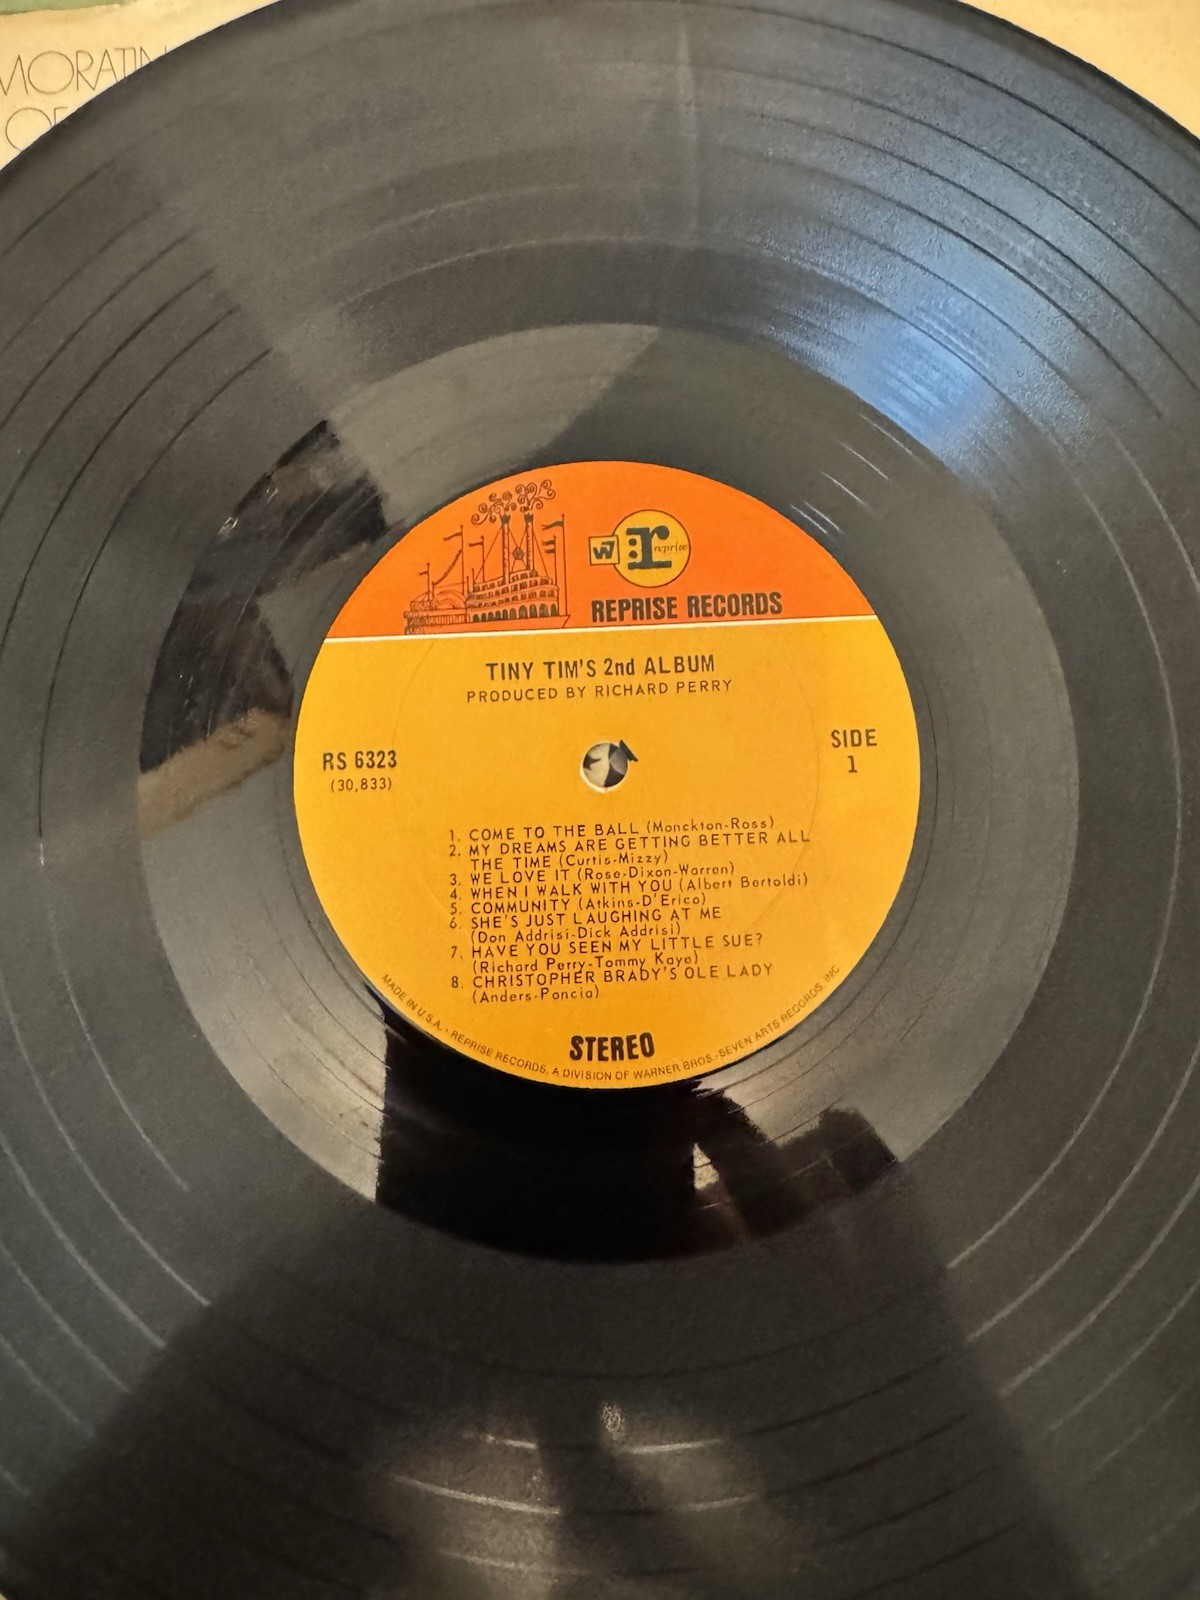 W7 r reprise
REPRISE RECORDS
TINY TIM'S 2nd ALBUM
PRODUCED BY RICHARD PERRY
RS 6323
(30,833)
SIDE
1
1. COME TO THE BALL (Monckton-Ross)
2. MY DREAMS ARE GETTING BETTER ALL
THE TIME (Curtis-Mizzy)
3. WE LOVE IT (Rose-Dixon-Warren)
4. WHEN I WALK WITH YOU (Albert Bertoldi)
5. COMMUNITY (Atkins-D'Erico)
6. SHE'S JUST LAUGHING AT ME
(Don Addrisi-Dick Addrisi)
7. HAVE YOU SEEN MY LITTLE SUE?
(Richard Perry-Tommy Kaye)
8. CHRISTOPHER BRADY'S OLE LADY
(Anders-Poncia)
STEREO
MADE IN U.S.A. · REPRISE RECORDS, A DIVISION OF WARNER BROS.-SEVEN ARTS RECORDS, INC.